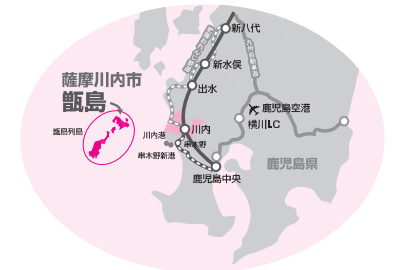 新八代
新水俣
出水
薩摩川内市
甑島
甑島列島
川内港
川内
串木野
串木野新港
鹿児島中央
鹿児島空港
横川I.C
鹿児島県